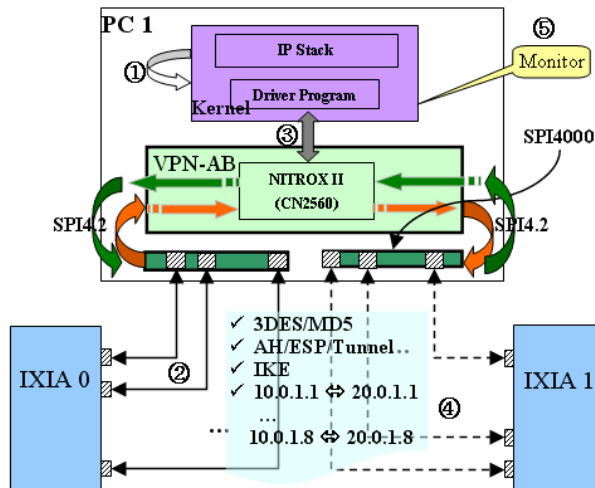 PC 1
IP Stack
Driver Program
Kernel
①
⑤
Monitor
③
SPI4000
VPN-AB
NITROX II
(CN2560)
SPI4.2
SPI4.2
✓ 3DES/MD5
✓ AH/ESP/Tunnel…
✓ IKE
✓ 10.0.1.1 ⇔ 20.0.1.1
...
... 10.0.1.8 ⇔ 20.0.1.8
IXIA 0
②
④
IXIA 1